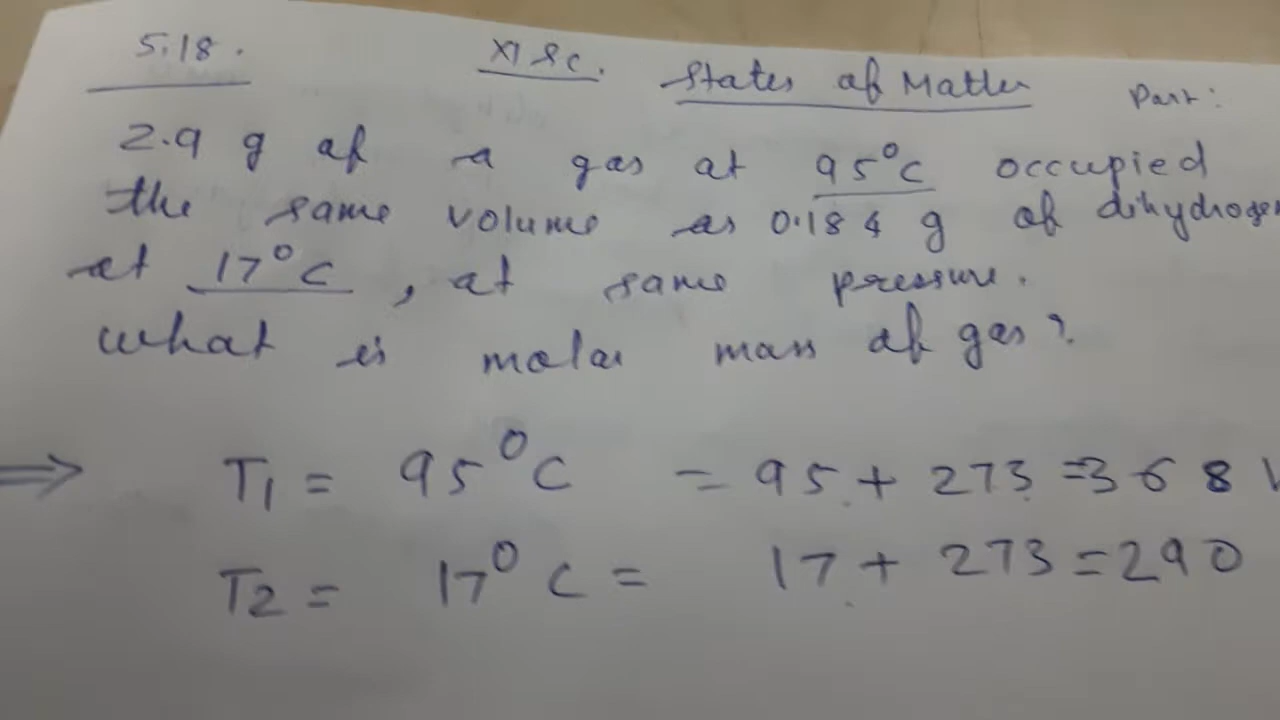 5.18.
XI Sc. States of Matter Part:
2.9 g of a gas at 95°C occupied
the same volume as 0.184 g of dihydrogen
at 17°C, at same pressure.
what is molar mass of gas?
⇒ T1 = 95°C = 95 + 273 = 368 K
T2 = 17°C = 17 + 273 = 290